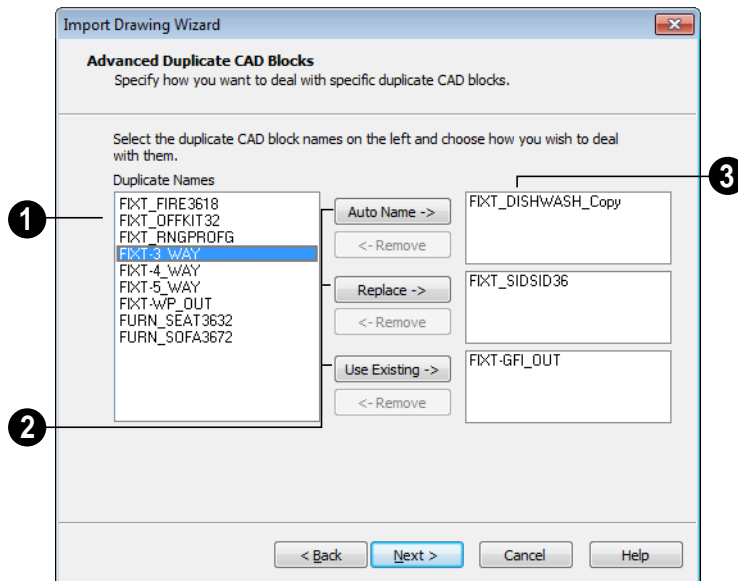 Import Drawing Wizard
Advanced Duplicate CAD Blocks
Specify how you want to deal with specific duplicate CAD blocks.
Select the duplicate CAD block names on the left and choose how you wish to de
with them.
Duplicate Names
FIXT_FIRE3618
FIXT_OFFKIT32
FIXT_RNGPROFG
FIXT-3_WAY
FIXT-4_WAY
FIXT-5_WAY
FIXT-WP_OUT
FURN_SEAT3632
FURN_SOFA3672
Auto Name ->
<- Remove
Replace ->
<- Remove
Use Existing ->
<- Remove
FIXT_DISHWASH_Copy
FIXT_SIDSID36
FIXT-GFI_OUT
1
2
3
< Back
Next >
Cancel
Help